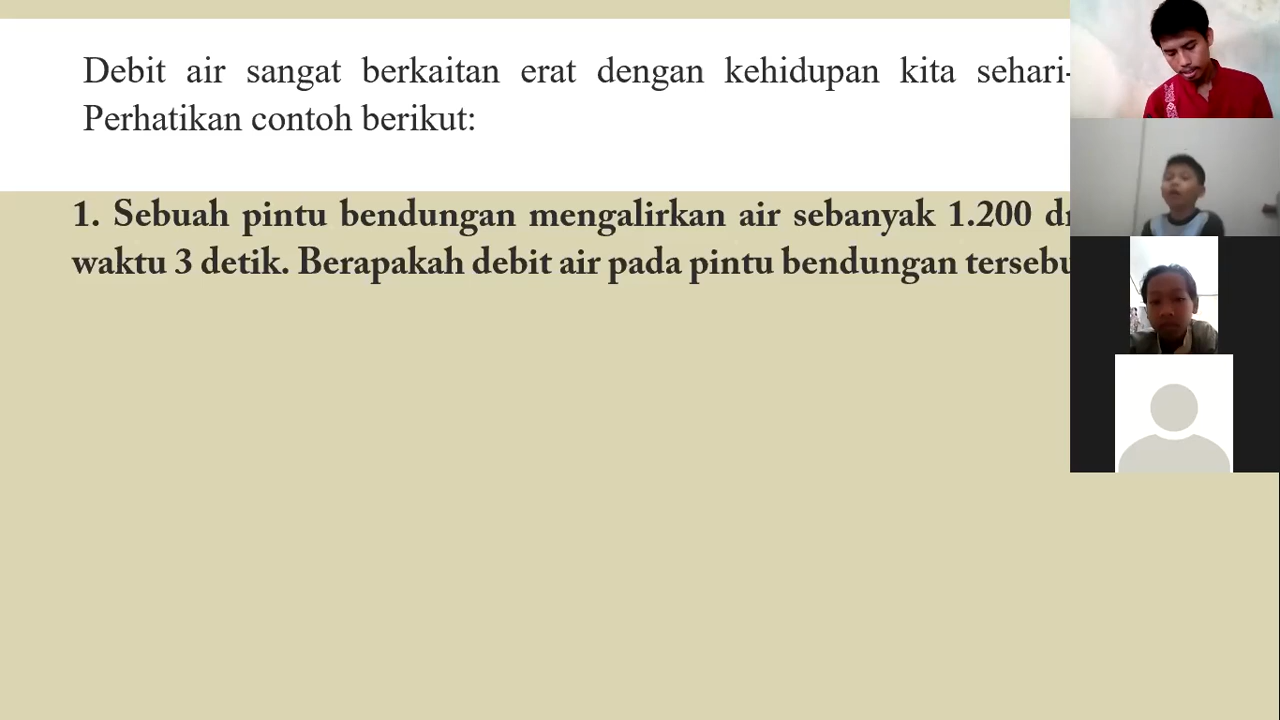 Debit air sangat berkaitan erat dengan kehidupan kita sehari-
Perhatikan contoh berikut:
1. Sebuah pintu bendungan mengalirkan air sebanyak 1.200
waktu 3 detik. Berapakah debit air pada pintu bendungan